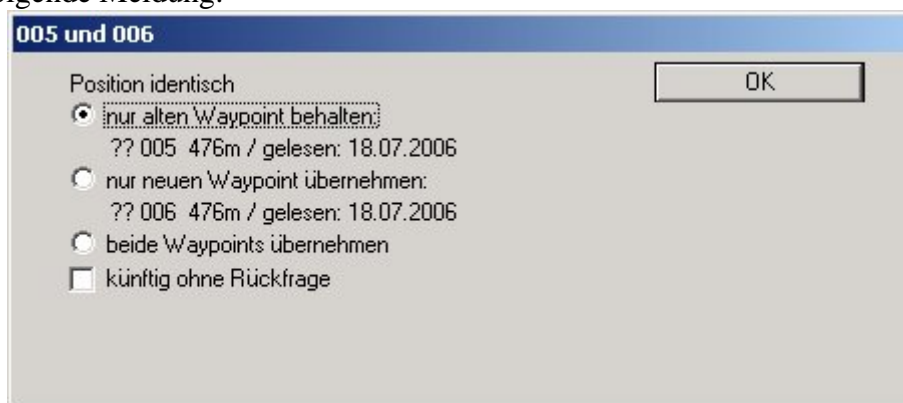 005 und 006
Position identisch
OK
nur alten Waypoint behalten:
?? 005 476m / gelesen: 18.07.2006
nur neuen Waypoint übernehmen:
?? 006 476m / gelesen: 18.07.2006
beide Waypoints übernehmen
künftig ohne Rückfrage